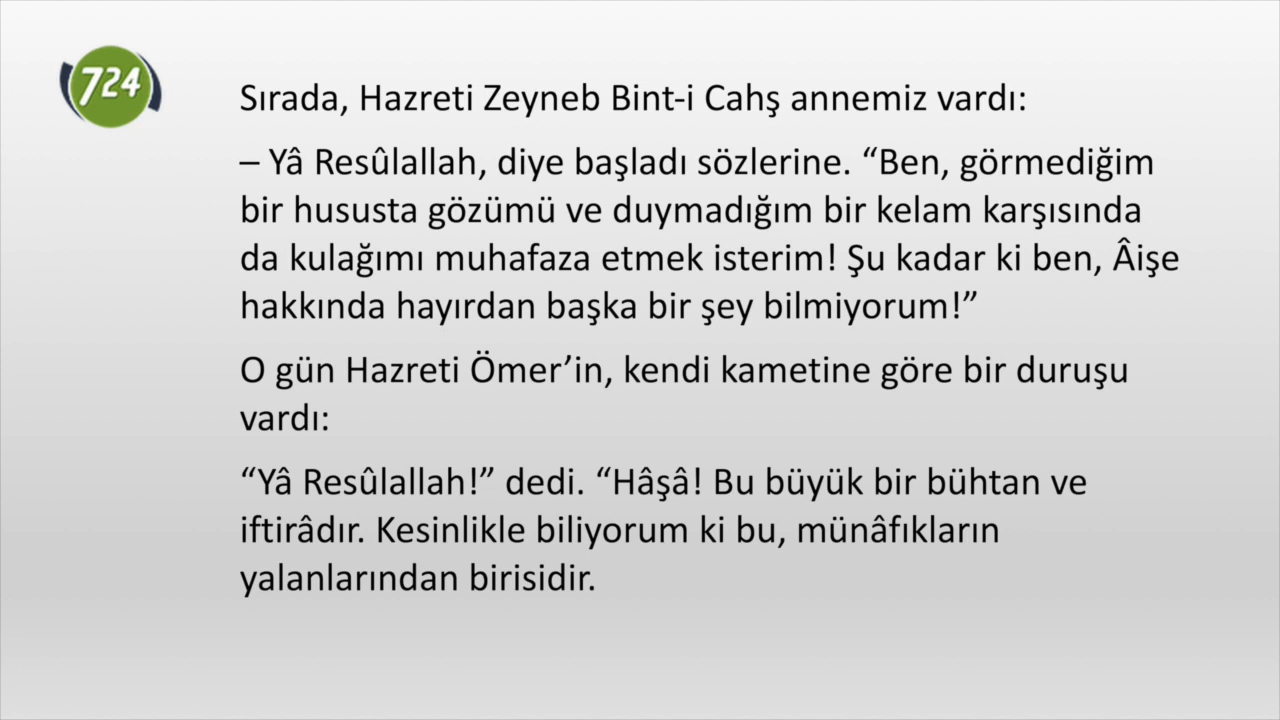 724
Sırada, Hazreti Zeyneb Bint-i Cahş annemiz vardı:
– Yâ Resûlallah, diye başladı sözlerine. “Ben, görmediğim
bir hususta gözümü ve duymadığım bir kelam karşısında
da kulağımı muhafaza etmek isterim! Şu kadar ki ben, Âişe
hakkında hayırdan başka bir şey bilmiyorum!”
O gün Hazreti Ömer’in, kendi kametine göre bir duruşu
vardı:
“Yâ Resûlallah!” dedi. “Hâşâ! Bu büyük bir bühtan ve
iftirâdır. Kesinlikle biliyorum ki bu, münâfıkların
yalanlarından birisidir.